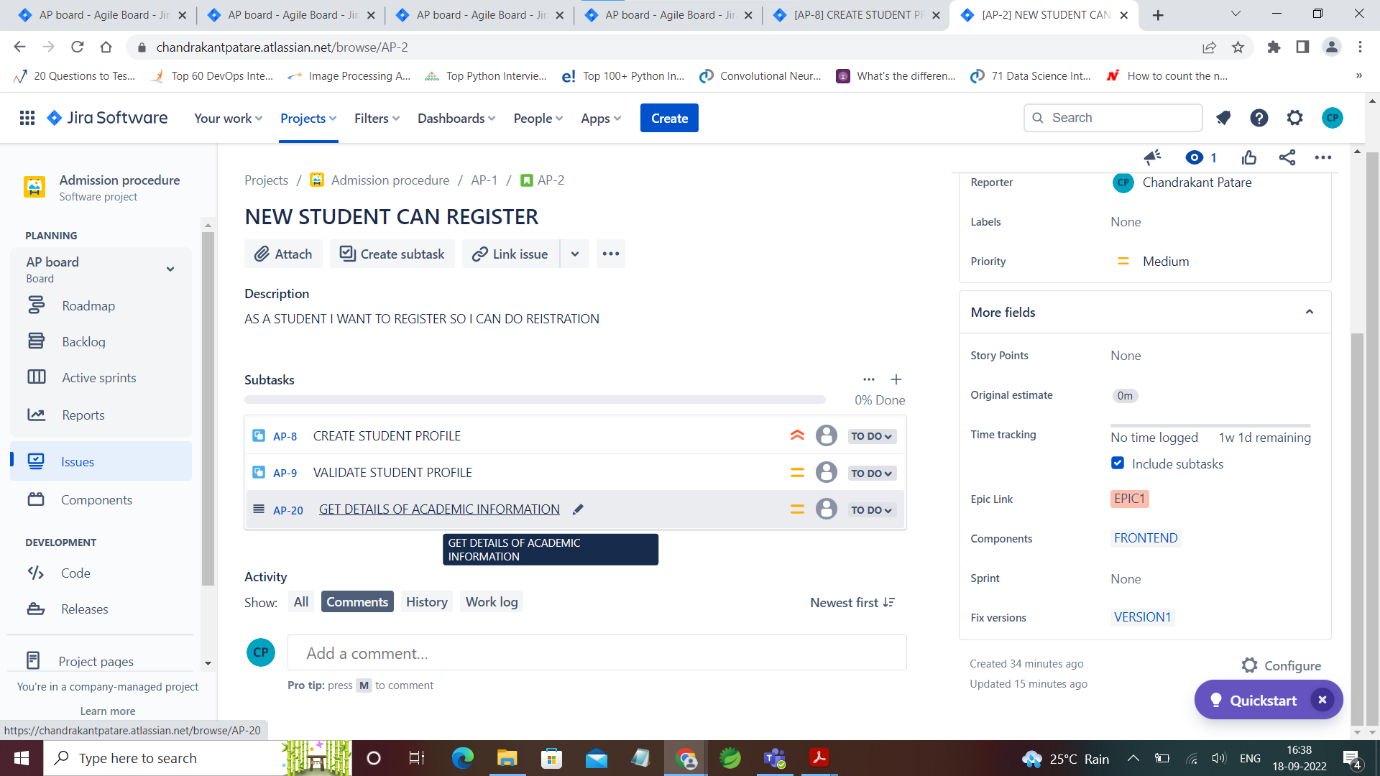 AP board - Agile Board - Jir
AP board - Agile Board - Jir
AP board - Agile Board - Jir
AP board - Agile Board - Jir
[AP-8] CREATE STUDENT P
[AP-2] NEW STUDENT CAN
chandrakantpatare.atlassian.net/browse/AP-2
20 Questions to Tes...
Top 60 DevOps Inte...
Image Processing A...
Top Python Intervie...
Top 100+ Python In...
Convolutional Neur...
What's the differen...
71 Data Science Int...
How to count the n...
»
Jira Software
Your work
Projects
Filters
Dashboards
People
Apps
Create
Search
CP
Admission procedure
Software project
PLANNING
AP board
Board
Roadmap
Backlog
Active sprints
Reports
Issues
Components
DEVELOPMENT
Code
Releases
Project pages
You're in a company-managed project
Learn more
https://chandrakantpatare.atlassian.net/browse/AP-20
Projects / Admission procedure / AP-1 / AP-2
NEW STUDENT CAN REGISTER
Attach
Create subtask
Link issue
Description
AS A STUDENT I WANT TO REGISTER SO I CAN DO REISTRATION
Subtasks
0% Done
AP-8 CREATE STUDENT PROFILE TO DO
AP-9 VALIDATE STUDENT PROFILE TO DO
AP-20 GET DETAILS OF ACADEMIC INFORMATION TO DO
GET DETAILS OF ACADEMIC
INFORMATION
Activity
Show: All Comments History Work log Newest first
CP Add a comment...
Pro tip: press M to comment
1
Reporter CP Chandrakant Patare
Labels None
Priority Medium
More fields
Story Points None
Original estimate 0m
Time tracking No time logged 1w 1d remaining
Include subtasks
Epic Link EPIC1
Components FRONTEND
Sprint None
Fix versions VERSION1
Created 34 minutes ago
Updated 15 minutes ago
Configure
Quickstart
Type here to search
25°C Rain
ENG
16:38
18-09-2022
4